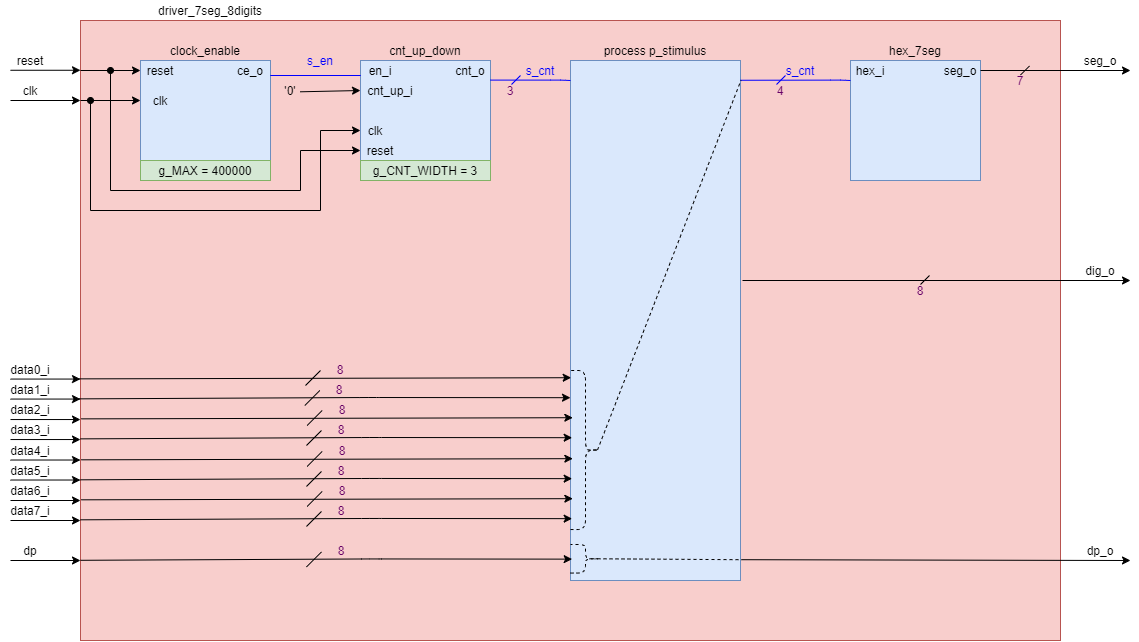 driver_7seg_8digits
clock_enable
cnt_up_down
process p_stimulus
hex_7seg
reset
reset
ce_o
s_en
en_i
cnt_o
s_cnt
3
s_cnt
4
hex_i
seg_o
7
seg_o
clk
clk
'0'
cnt_up_i
clk
reset
g_MAX = 400000
g_CNT_WIDTH = 3
dig_o
8
data0_i
8
data1_i
8
data2_i
8
data3_i
8
data4_i
8
data5_i
8
data6_i
8
data7_i
8
dp
8
dp_o